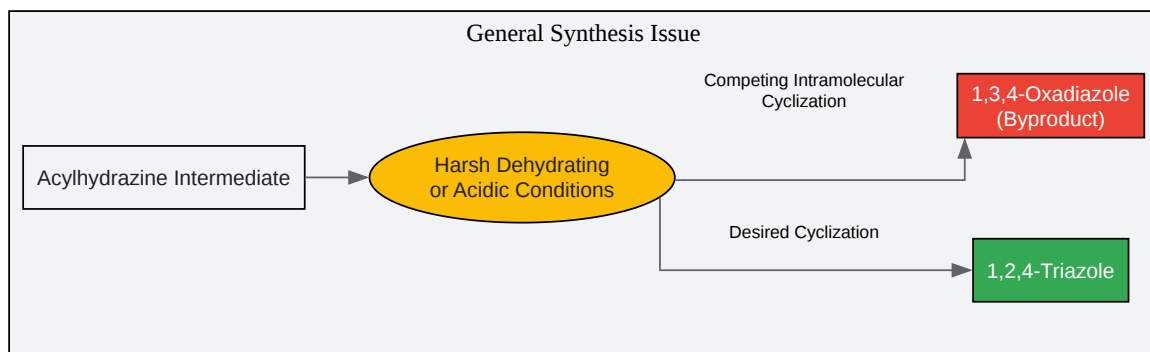 General Synthesis Issue
Competing Intramolecular
Cyclization
1,3,4-Oxadiazole
(Byproduct)
Acylhydrazine Intermediate
Harsh Dehydrating
or Acidic Conditions
Desired Cyclization
1,2,4-Triazole